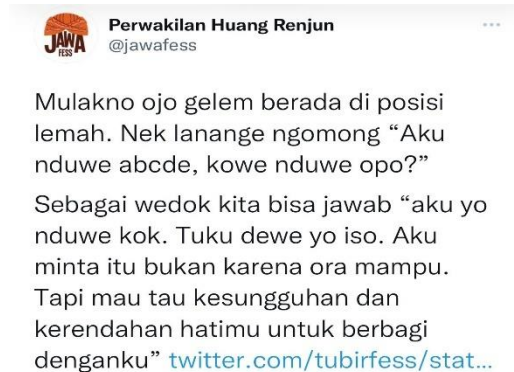 JAWA
FESS
Perwakilan Huang Renjun
@jawafess
Mulakno ojo gelem berada di posisi
lemah. Nek lanange ngomong “Aku
nduwe abcde, kowe nduwe opo?”
Sebagai wedok kita bisa jawab “aku yo
nduwe kok. Tuku dewe yo iso. Aku
minta itu bukan karena ora mampu.
Tapi mau tau kesungguhan dan
kerendahan hatimu untuk berbagi
denganku” twitter.com/tubirfess/stat...